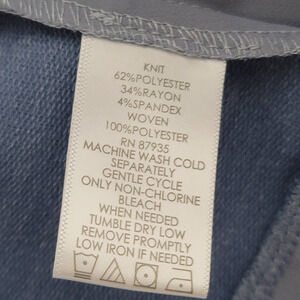 KNIT
62%POLYESTER
34%RAYON
4%SPANDEX
WOVEN
100%POLYESTER
RN 87935
MACHINE WASH COLD
SEPARATELY
GENTLE CYCLE
ONLY NON-CHLORINE
BLEACH
WHEN NEEDED
TUMBLE DRY LOW
REMOVE PROMPTLY
LOW IRON IF NEEDED